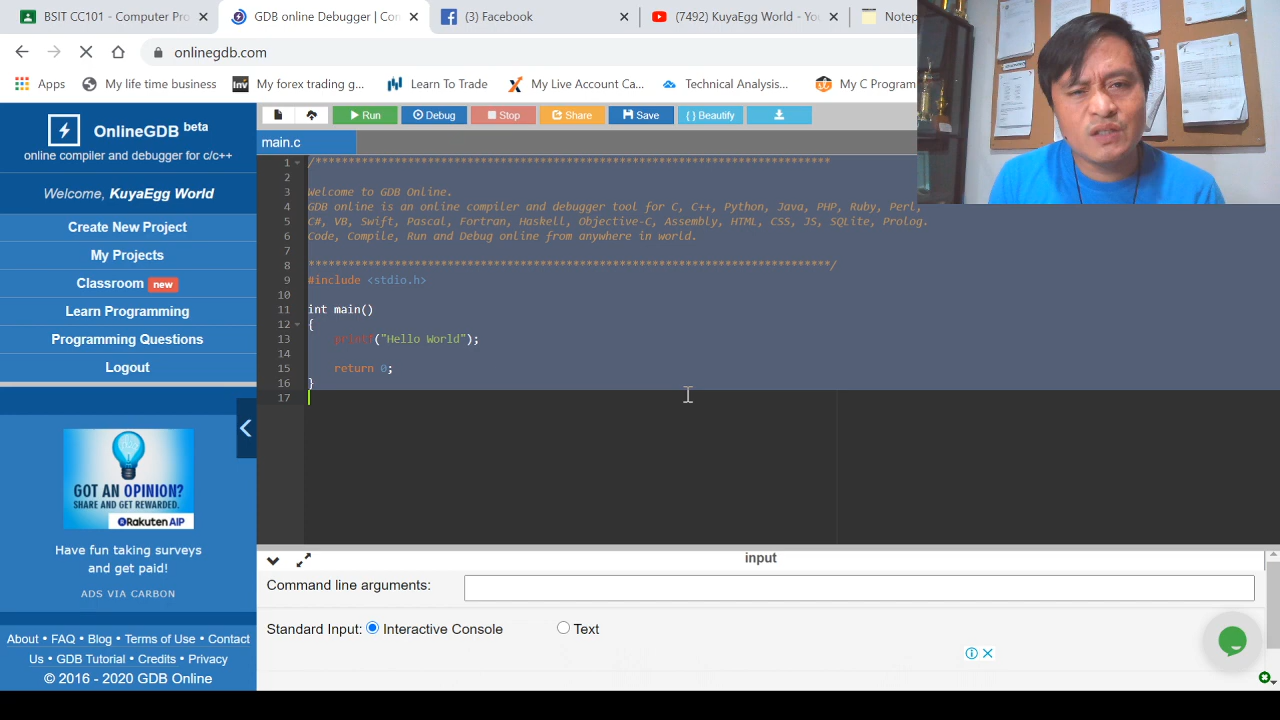 BSIT CC101 - Computer Pro
GDB online Debugger | Con
(3) Facebook
(7492) KuyaEgg World - You
Notep
onlinegdb.com
Apps
My life time business
My forex trading g...
Learn To Trade
My Live Account Ca...
Technical Analysis...
My C Program
OnlineGDB beta
online compiler and debugger for c/c++
Welcome, KuyaEgg World
Create New Project
My Projects
Classroom new
Learn Programming
Programming Questions
Logout
GOT AN OPINION?
SHARE AND GET REWARDED.
Rakuten AIP
Have fun taking surveys
and get paid!
ADS VIA CARBON
About • FAQ • Blog • Terms of Use • Contact
Us • GDB Tutorial • Credits • Privacy
© 2016 - 2020 GDB Online
Run
Debug
Stop
Share
Save
{ } Beautify
main.c
1 /******************************************************************************
2
3 Welcome to GDB Online.
4 GDB online is an online compiler and debugger tool for C, C++, Python, Java, PHP, Ruby, Perl,
5 C#, VB, Swift, Pascal, Fortran, Haskell, Objective-C, Assembly, HTML, CSS, JS, SQLite, Prolog.
6 Code, Compile, Run and Debug online from anywhere in world.
7
8 *******************************************************************************/
9 #include <stdio.h>
10
11 int main()
12 {
13 printf("Hello World");
14
15 return 0;
16 }
17
input
Command line arguments:
Standard Input: Interactive Console Text